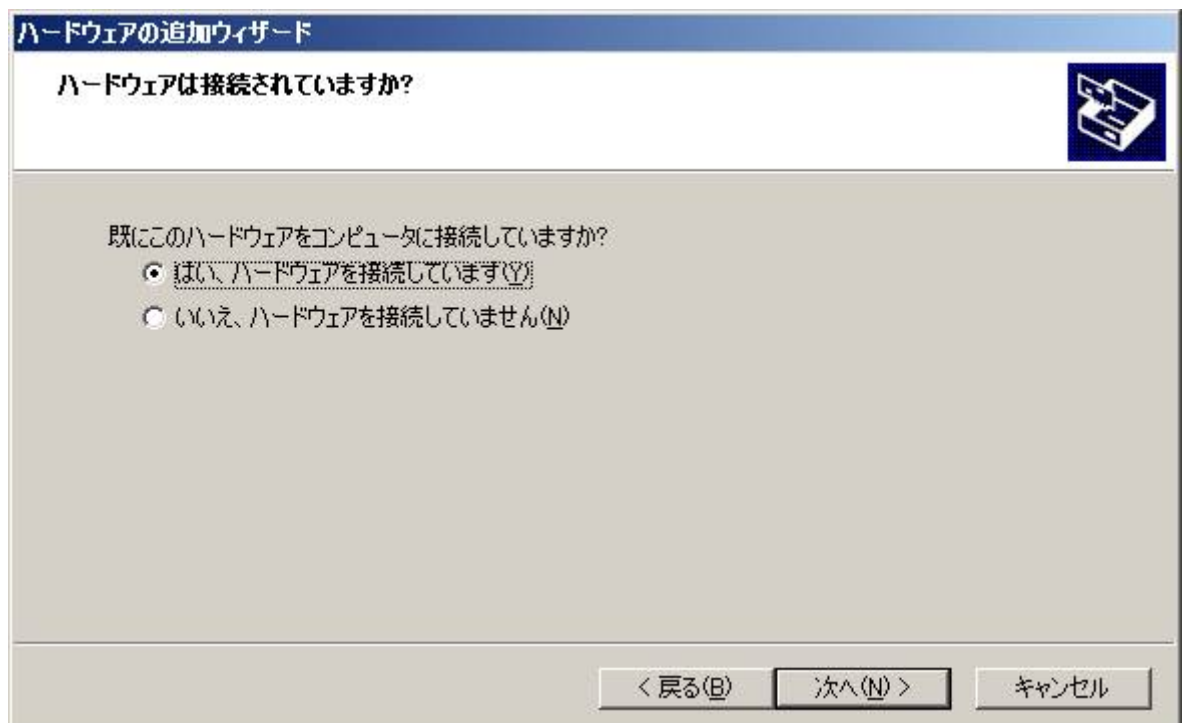 ハードウェアの追加ウィザード
ハードウェアは接続されていますか?
既にこのハードウェアをコンピュータに接続していますか?
はい、ハードウェアを接続しています(Y)
いいえ、ハードウェアを接続していません(N)
< 戻る(B)
次へ(N) >
キャンセル